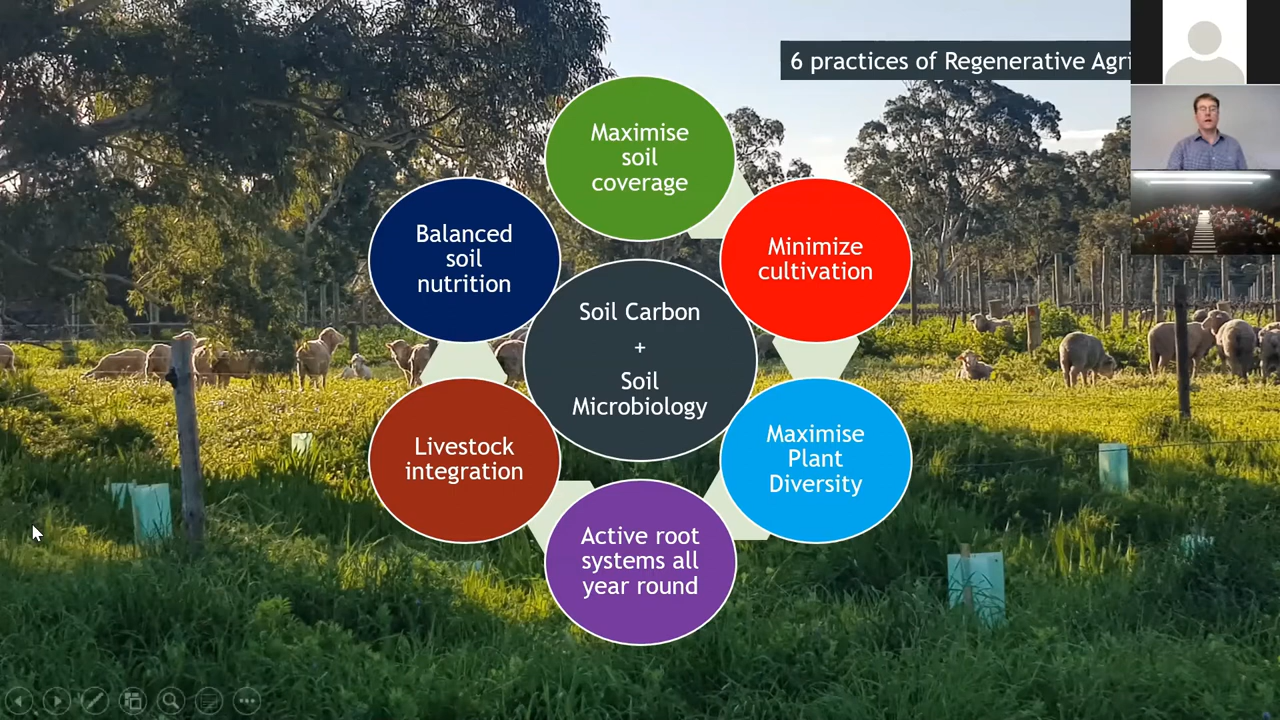 6 practices of Regenerative Agri
Maximise
soil
coverage
Minimize
cultivation
Maximise
Plant
Diversity
Active root
systems all
year round
Livestock
integration
Balanced
soil
nutrition
Soil Carbon
+
Soil
Microbiology